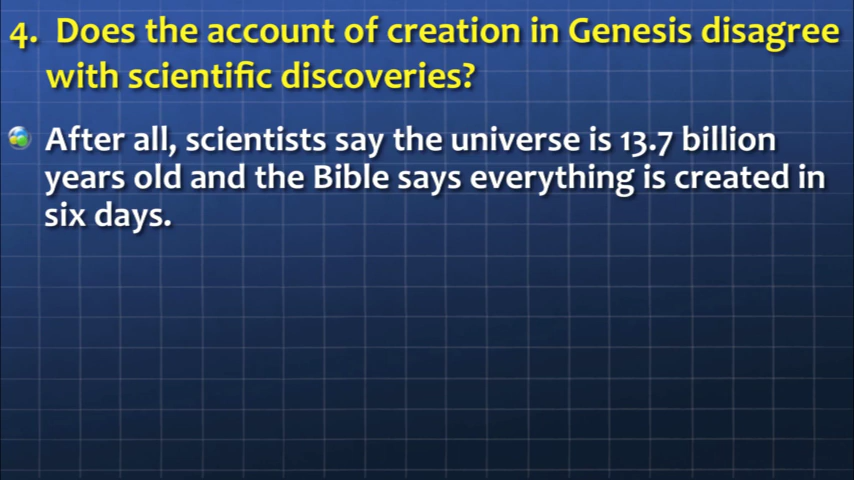 4. Does the account of creation in Genesis disagree
with scientific discoveries?
After all, scientists say the universe is 13.7 billion
years old and the Bible says everything is created in
six days.